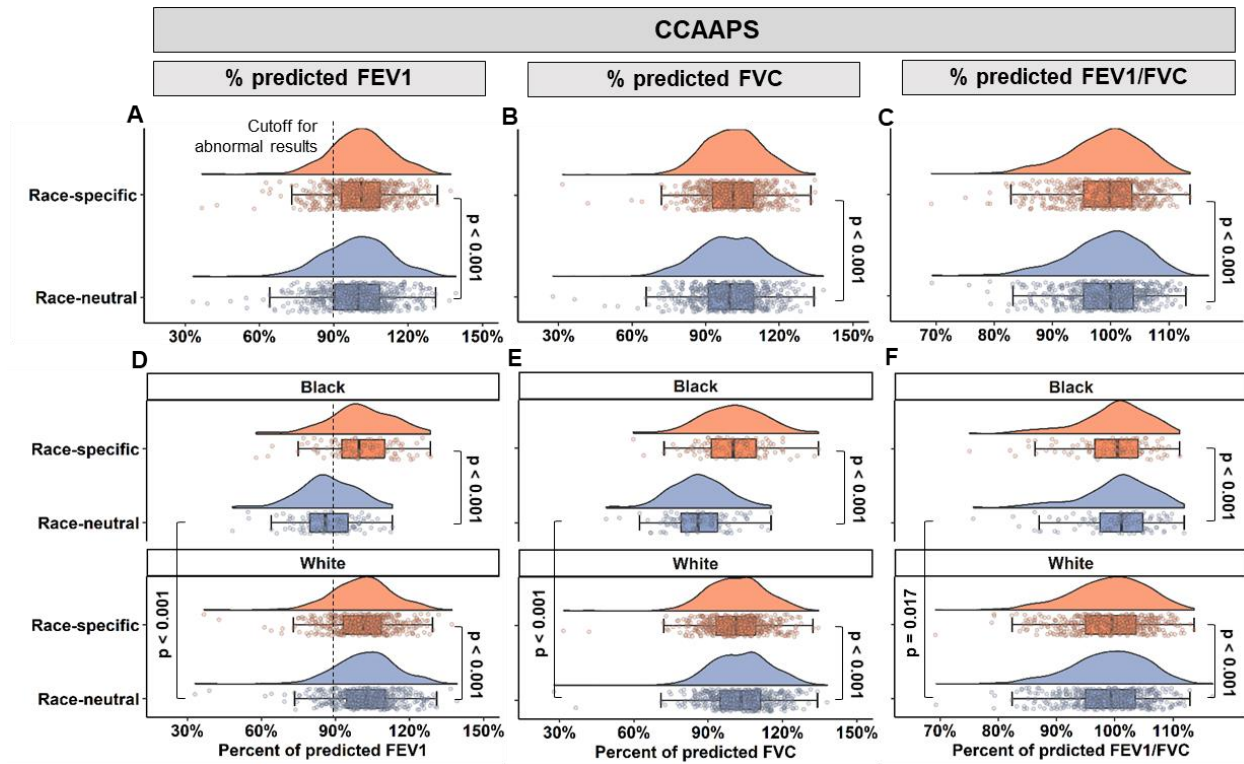 CCAAPS
% predicted FEV1
% predicted FVC
% predicted FEV1/FVC
A
B
C
Cutoff for
abnormal results
Race-specific
Race-neutral
p < 0.001
p < 0.001
p < 0.001
30% 60% 90% 120% 150%
30% 60% 90% 120% 150%
70% 80% 90% 100% 110%
D
E
F
Black
Black
Black
Race-specific
Race-neutral
p < 0.001
p < 0.001
p < 0.001
White
White
White
Race-specific
Race-neutral
p < 0.001
p < 0.001
p < 0.001
p < 0.001
p = 0.017
p < 0.001
30% 60% 90% 120% 150%
30% 60% 90% 120% 150%
70% 80% 90% 100% 110%
Percent of predicted FEV1
Percent of predicted FVC
Percent of prdicted FEV1/FVC